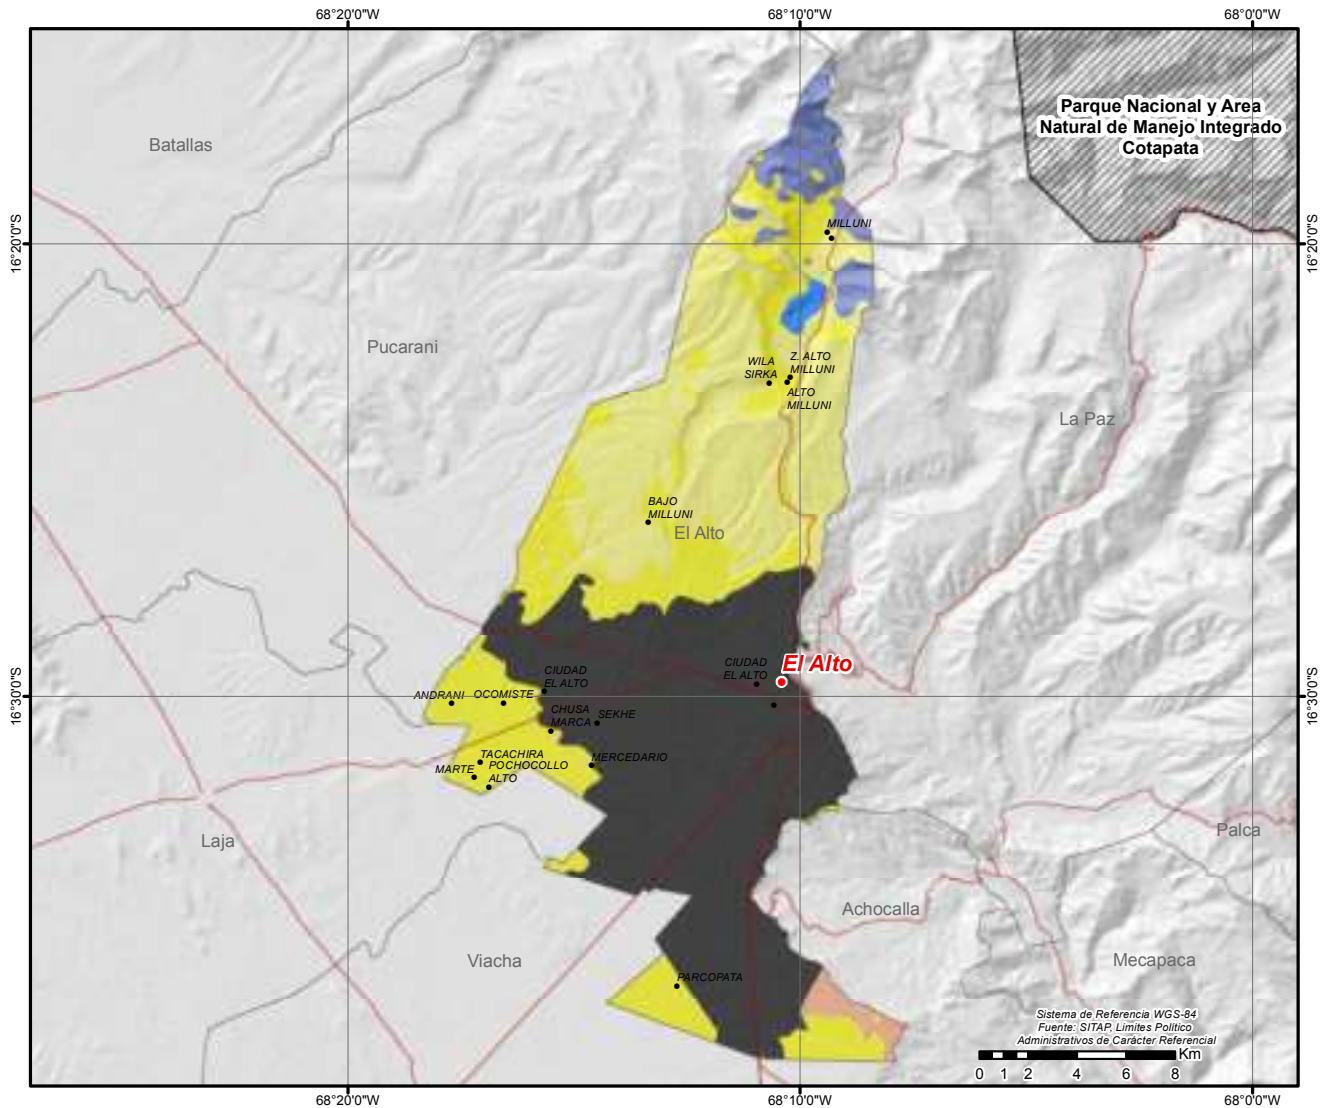 68°20'0"W
68°10'0"W
68°0'0"W
Parque Nacional y Area
Natural de Manejo Integrado
Cotapata
Batallas
16°20'0"S
MILLUNI
16°20'0"S
Pucarani
WILA
SIRKA
Z. ALTO
MILLUNI
ALTO
MILLUNI
La Paz
BAJO
MILLUNI
El Alto
CIUDAD
EL ALTO
El Alto
CIUDAD
EL ALTO
16°30'0"S
ANDRANI
OCOMISTE
16°30'0"S
CHUSA
MARCA
SEKHE
TACACHIRA
MERCEDARIO
MARTE
POCHOCOLLO
ALTO
Laja
Palca
Achocalla
Viacha
Mecapaca
PARCOPATA
Sistema de Referencia WGS-84
Fuente: SITAP, Limites Político
Administrativos de Carácter Referencial
Km
0 1 2 4 6 8
68°20'0"W
68°10'0"W
68°0'0"W